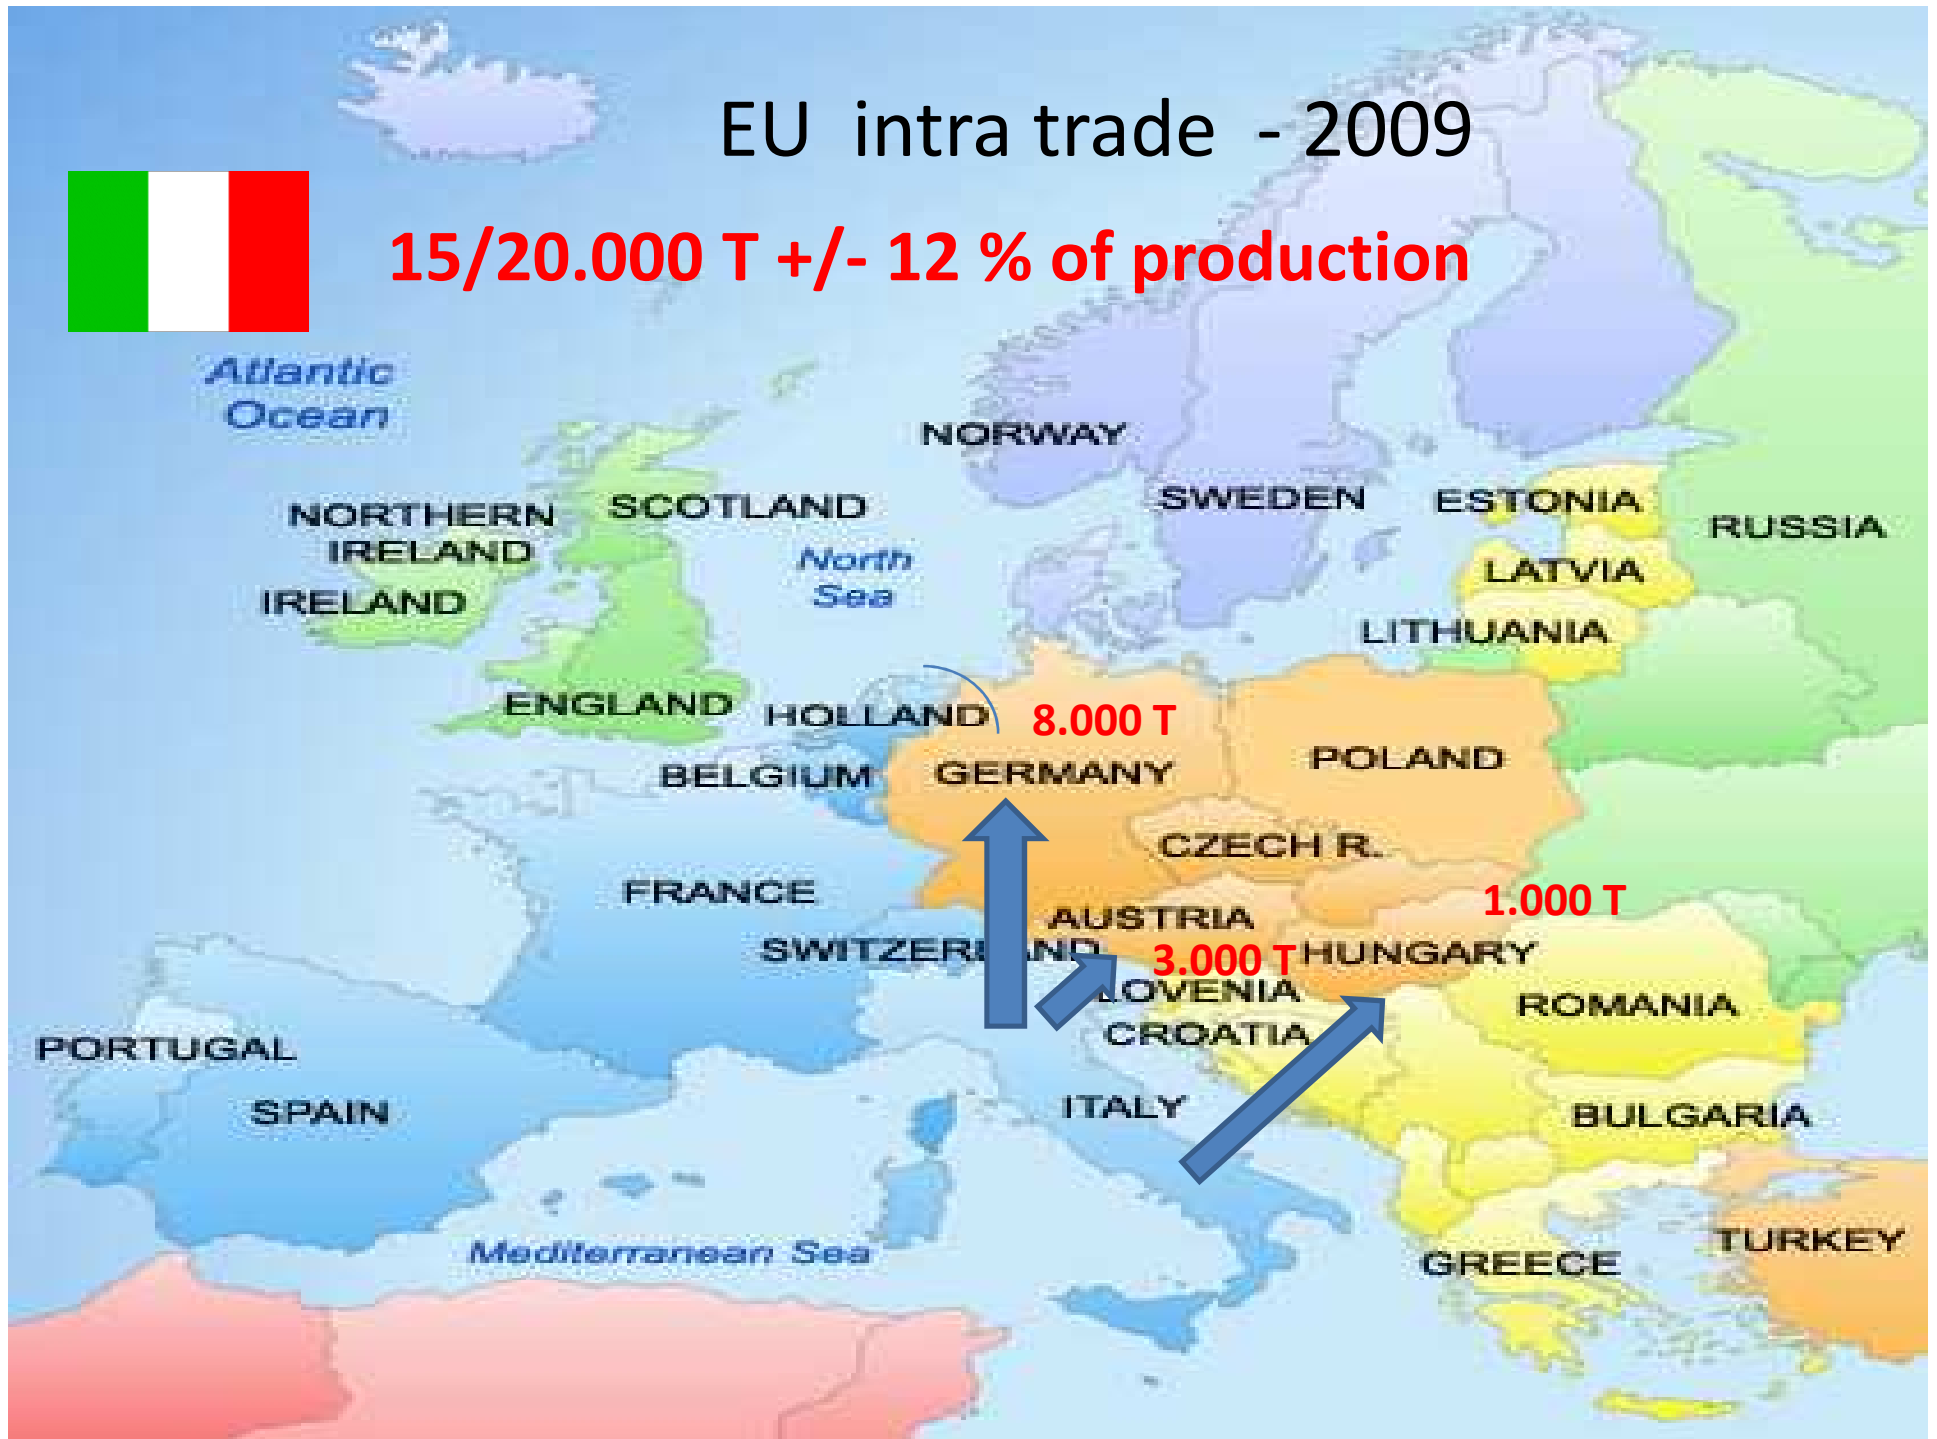 EU intra trade - 2009
15/20.000 T +/- 12 % of production
Atlantic
Ocean
NORWAY
SWEDEN
ESTONIA
RUSSIA
NORTHERN
IRELAND
SCOTLAND
North
Sea
LATVIA
IRELAND
LITHUANIA
ENGLAND
HOLLAND
8.000 T
BELGIUM
GERMANY
POLAND
CZECH R.
FRANCE
1.000 T
AUSTRIA
SWITZERLAND
3.000 T
HUNGARY
LOVENIA
ROMANIA
CROATIA
PORTUGAL
SPAIN
ITALY
BULGARIA
Mediterranean Sea
GREECE
TURKEY